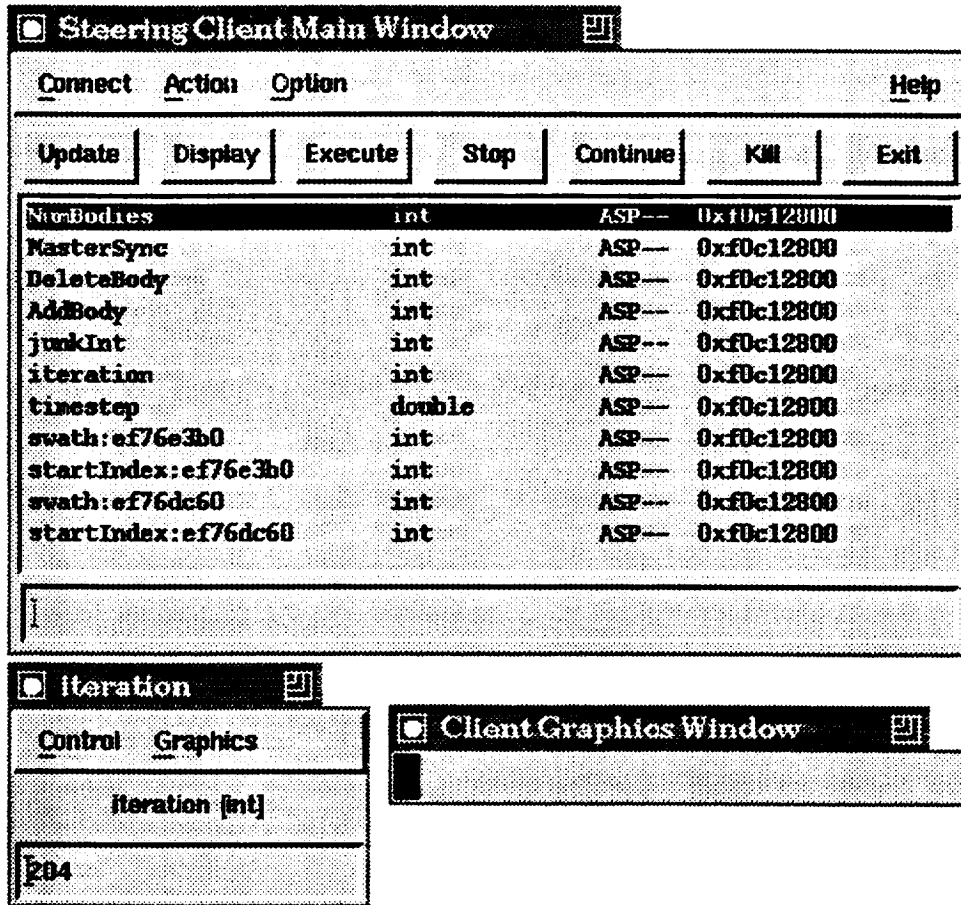 Steering Client Main Window
Connect Action Option Help
Update Display Execute Stop Continue Kill Exit
NumBodies int ASP-- 0xf0c12800
MasterSync int ASP-- 0xf0c12800
DeleteBody int ASP-- 0xf0c12800
AddBody int ASP-- 0xf0c12800
junkInt int ASP-- 0xf0c12800
iteration int ASP-- 0xf0c12800
timestep double ASP-- 0xf0c12800
swath:ef76e3b0 int ASP-- 0xf0c12800
startIndex:ef76e3b0 int ASP-- 0xf0c12800
swath:ef76dc60 int ASP-- 0xf0c12800
startIndex:ef76dc60 int ASP-- 0xf0c12800
iteration
Control Graphics
iteration [int]
204
Client Graphics Window